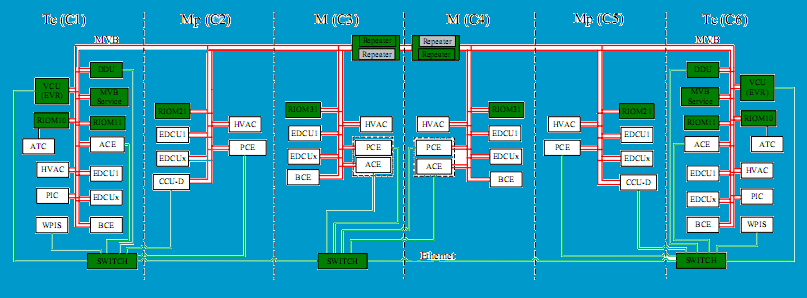 Tc (C1) Mp (C2) M (C3) M (C4) Mp (C5) Tc (C6)
MVB Repeater Repeater MVB
Repeater Repeater
DDU DDU
VCU
(EVR)
MVB
Service
VCU
(EVR)
MVB
Service
RIOM21 RIOM31 RIOM31 RIOM21
RIOM10 RIOM11 HVAC HVAC HVAC HVAC RIOM11 RIOM10
EDCU1 EDCU1 EDCU1 EDCU1
ATC ACE PCE PCE PCE PCE ACE ATC
EDCUx EDCUx EDCUx EDCUx
HVAC EDCU1 ACE ACE EDCU1 HVAC
CCU-D BCE BCE CCU-D
PIC EDCUx EDCUx PIC
WPIS BCE BCE WPIS
SWITCH SWITCH Ethernet SWITCH